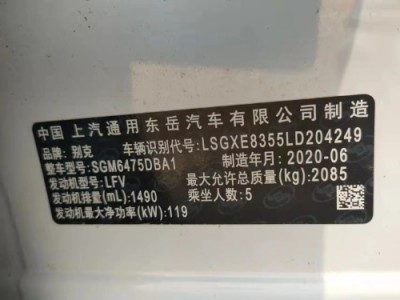 中国 上汽通用东岳汽车有限公司制造
品牌：别克 车辆识别代号：LSGXE8355LD204249
整车型号：SGM6475DBA1 制造年月：2020-06
发动机型号：LFV 最大允许总质量(kg)：2085
发动机排量(mL)：1490 乘坐人数：5
发动机最大净功率(kW)：119